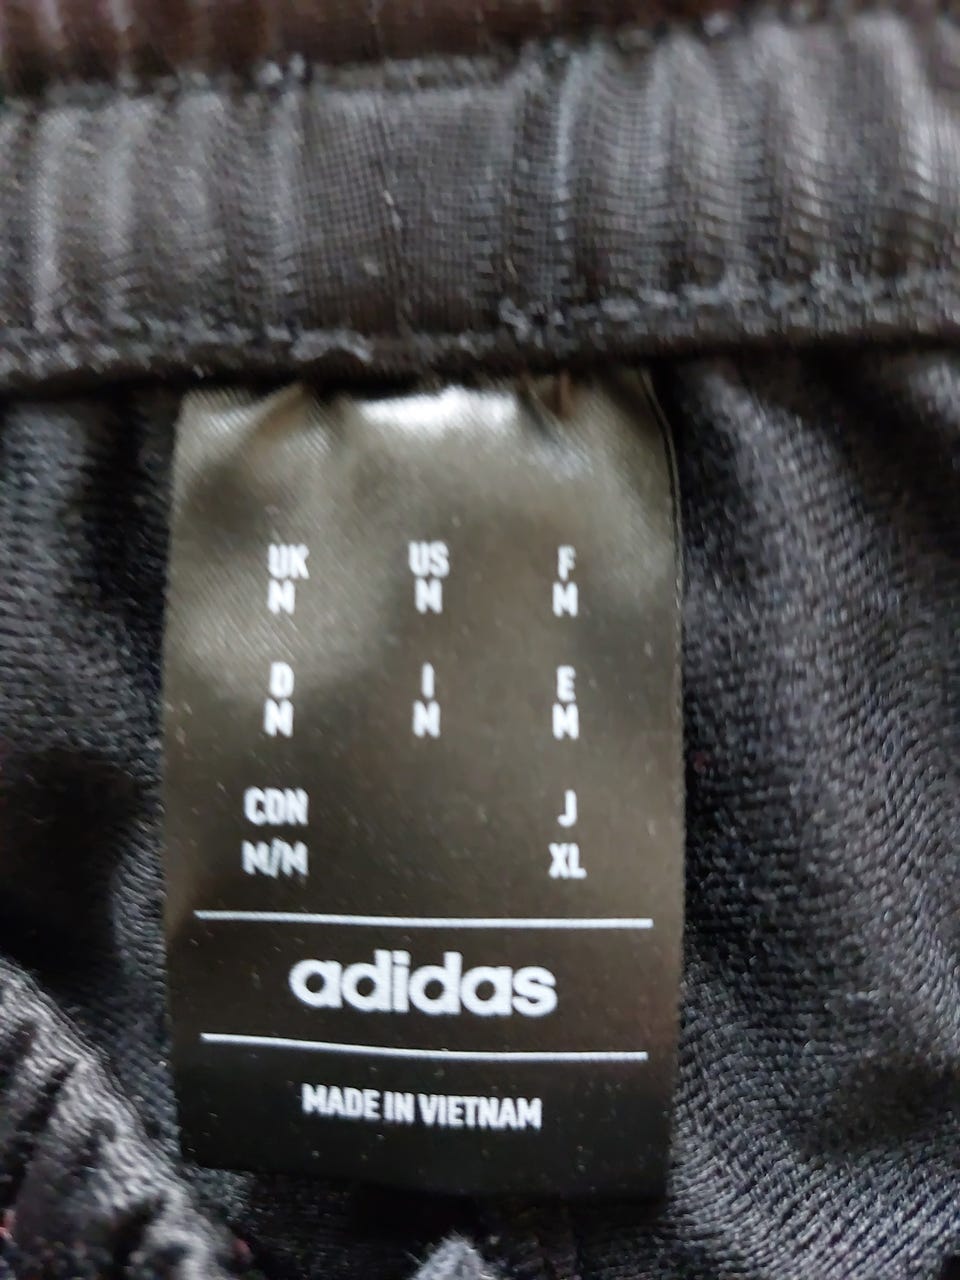 UK US F
M M M
D I E
M M M
CDN J
M/M XL
adidas
MADE IN VIETNAM